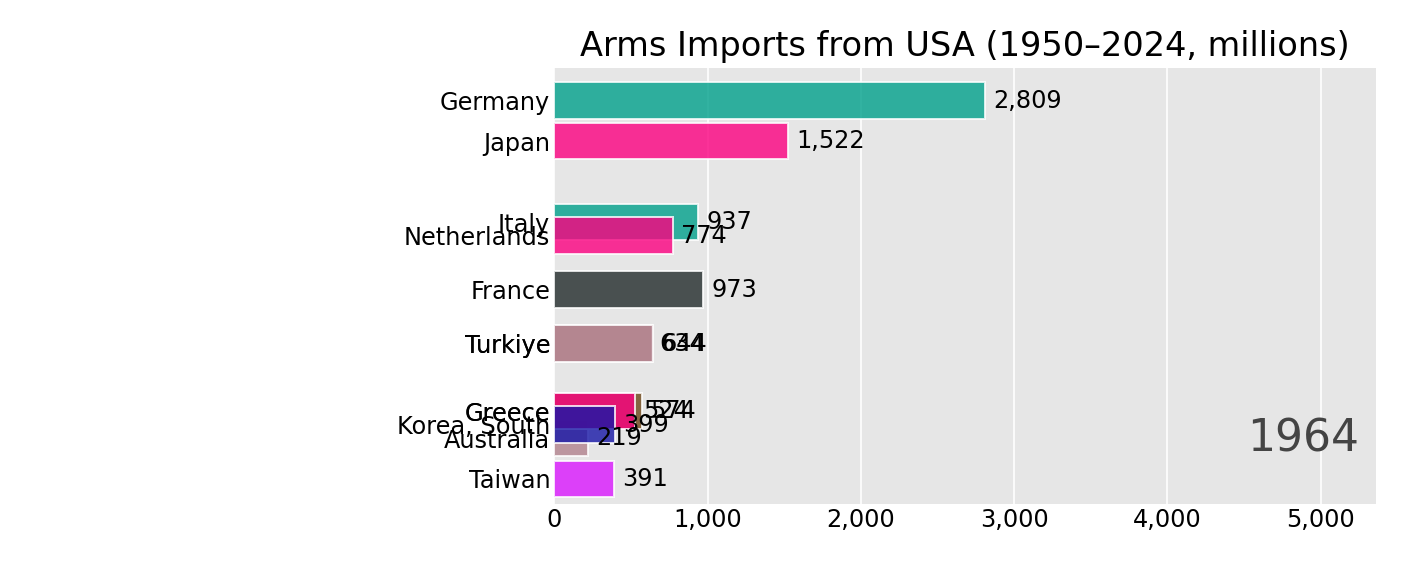 Arms Imports from USA (1950–2024, millions)
Germany 2,809
Japan 1,522
Italy 937
Netherlands 774
France 973
Turkiye
Greece
Korea, South 399
Australia 219
1964
Taiwan 391
0 1,000 2,000 3,000 4,000 5,000